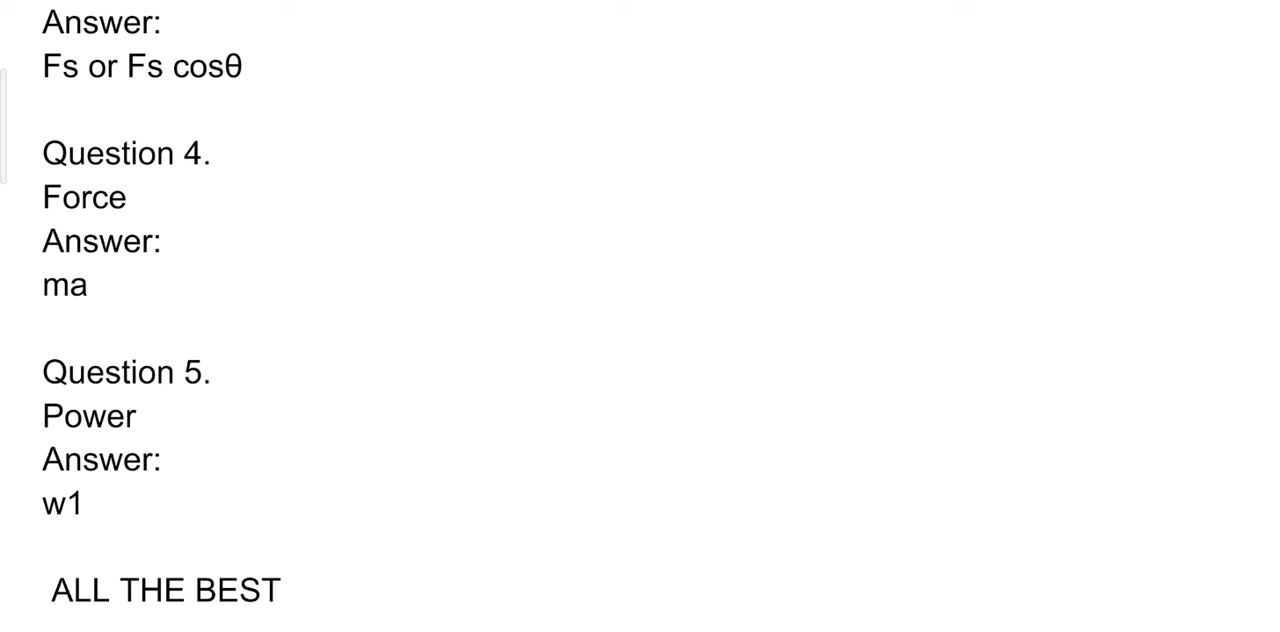 Answer:
Fs or Fs cosθ
Question 4.
Force
Answer:
ma
Question 5.
Power
Answer:
w1
ALL THE BEST